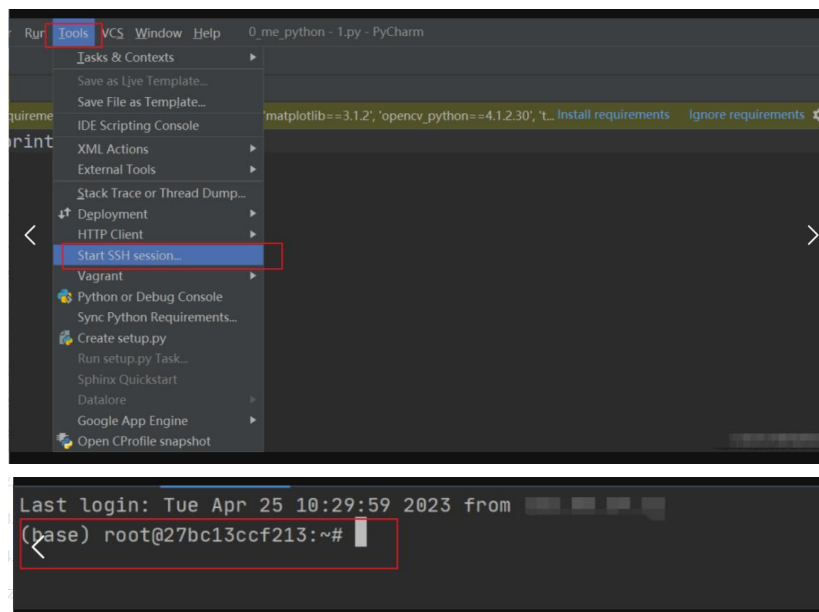 Run Tools VCS Window Help 0_me_python - 1.py - PyCharm
Tasks & Contexts
Save as Live Template...
Save File as Template...
quireme 'matplotlib==3.1.2', 'opencv_python==4.1.2.30', 't... Install requirements Ignore requirements
IDE Scripting Console
print
XML Actions
External Tools
Stack Trace or Thread Dump...
Deployment
HTTP Client
Start SSH session...
Vagrant
Python or Debug Console
Sync Python Requirements...
Create setup.py
Run setup.py Task...
Sphinx Quickstart
Datalore
Google App Engine
Open CProfile snapshot
Last login: Tue Apr 25 10:29:59 2023 from
(base) root@27bc13ccf213:~#